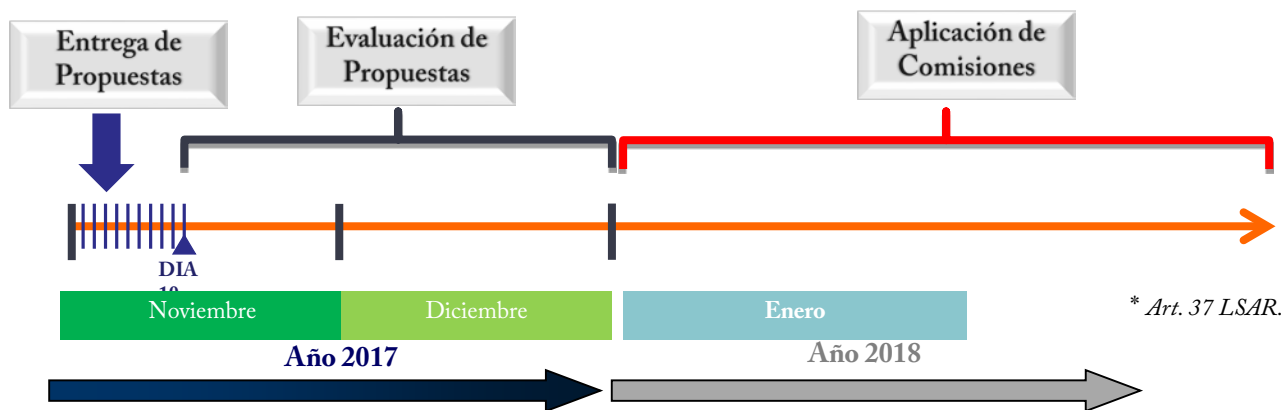 Entrega de
Propuestas
Evaluación de
Propuestas
Aplicación de
Comisiones
DIA
Noviembre
Diciembre
Enero
* Art. 37 LSAR.
Año 2017
Año 2018